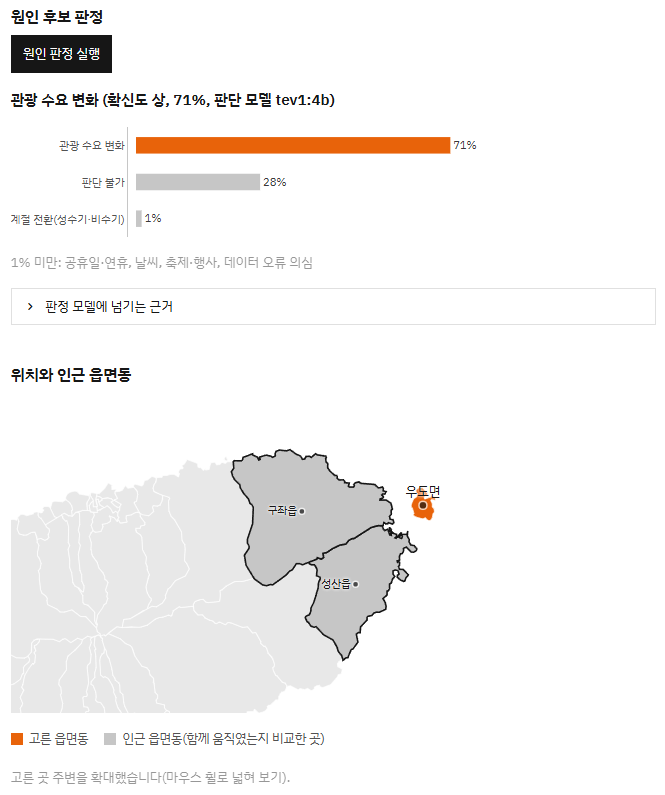 원인 후보 판정
원인 판정 실행
관광 수요 변화 (확신도 상, 71%, 판단 모델 tev1:4b)
관광 수요 변화 71%
판단 불가 28%
계절 전환(성수기·비수기) 1%
1% 미만: 공휴일·연휴, 날씨, 축제·행사, 데이터 오류 의심
판정 모델에 넘기는 근거
위치와 인근 읍면동
우도면
구좌읍
성산읍
고른 읍면동 인근 읍면동(함께 움직였는지 비교한 곳)
고른 곳 주변을 확대했습니다(마우스 휠로 넓혀 보기).